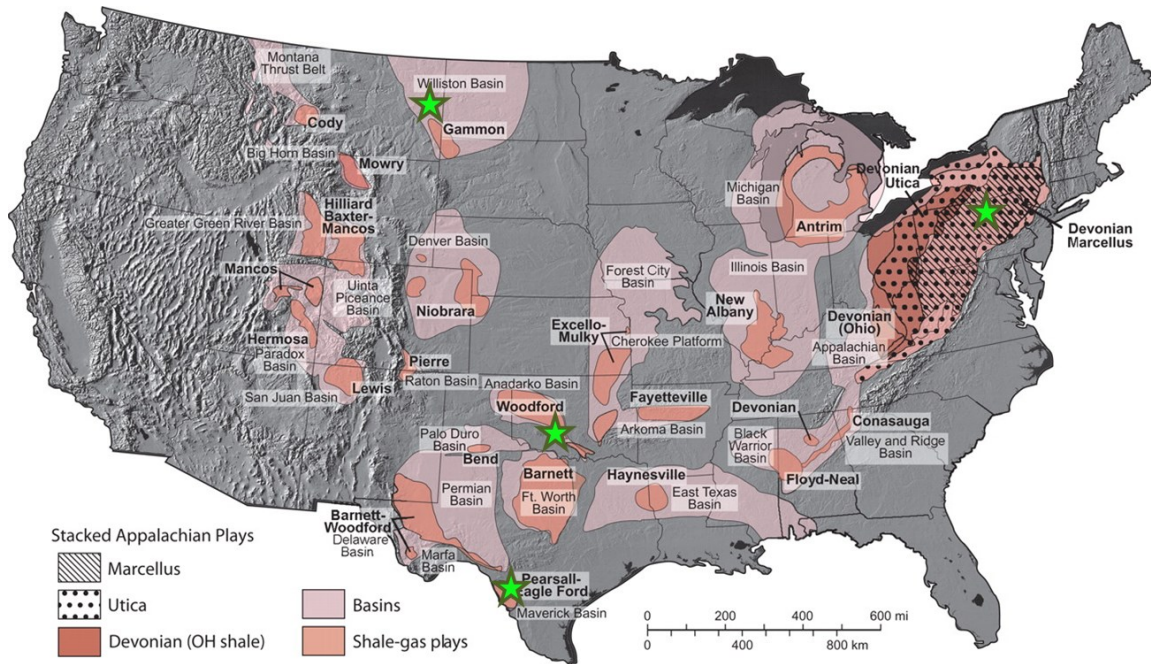 Montana
Thrust Belt
Williston Basin
Cody
Gammon
Big Horn Basin
Mowry
Hilliard
Baxter-
Mancos
Greater Green River Basin
Denver Basin
Mancos
Uinta
Piceance
Basin
Niobrara
Hermosa
Paradox
Basin
Lewis
San Juan Basin
Pierre
Raton Basin
Michigan
Basin
Antrim
Devonian
Utica
Devonian
Marcellus
Forest City
Basin
Illinois Basin
New
Albany
Excello-
Mulky
Cherokee Platform
Devonian
(Ohio)
Appalachian
Basin
Anadarko Basin
Woodford
Fayetteville
Arkoma Basin
Palo Duro
Basin
Bend
Devonian
Conasauga
Black
Warrior
Basin
Valley and Ridge
Basin
Floyd-Neal
Barnett
Ft. Worth
Basin
Haynesville
East Texas
Basin
Permian
Basin
Barnett-
Woodford
Delaware
Basin
Marfa
Basin
Pearsall-
Eagle Ford
Maverick Basin
Stacked Appalachian Plays
Marcellus
Utica
Devonian (OH shale)
Basins
Shale-gas plays
0 200 400 600 mi
0 400 800 km